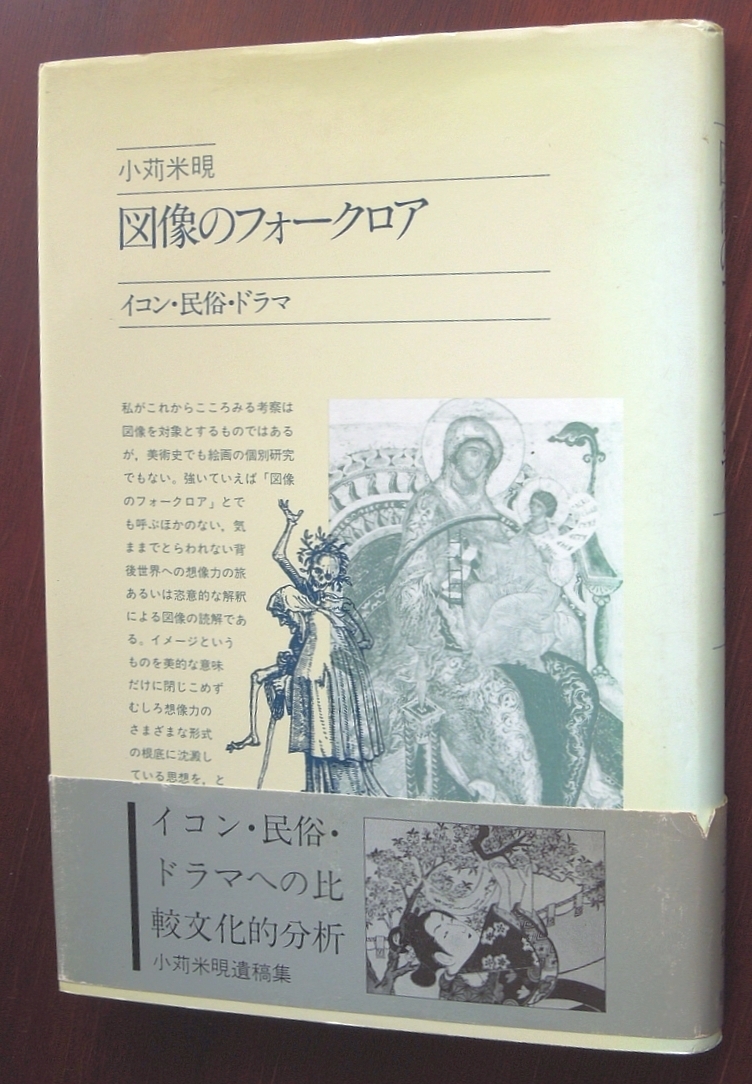 小苅米晛
図像のフォークロア
イコン・民俗・ドラマ
私がこれからこころみる考察は
図像を対象とするものではある
が、美術史でも絵画の個別研究
でもない。強いていえば「図像
のフォークロア」とで
も呼ぶほかのない、気
ままでとらわれない背
後世界への想像力の旅
あるいは恣意的な解釈
による図像の読解であ
る。イメージという
ものを美的な意味
だけに閉じこめず
むしろ想像力の
さまざまな形式
の根底に沈澱し
ている思想を、と
イコン・民俗・
ドラマへの比
較文化的分析
小苅米晛遺稿集